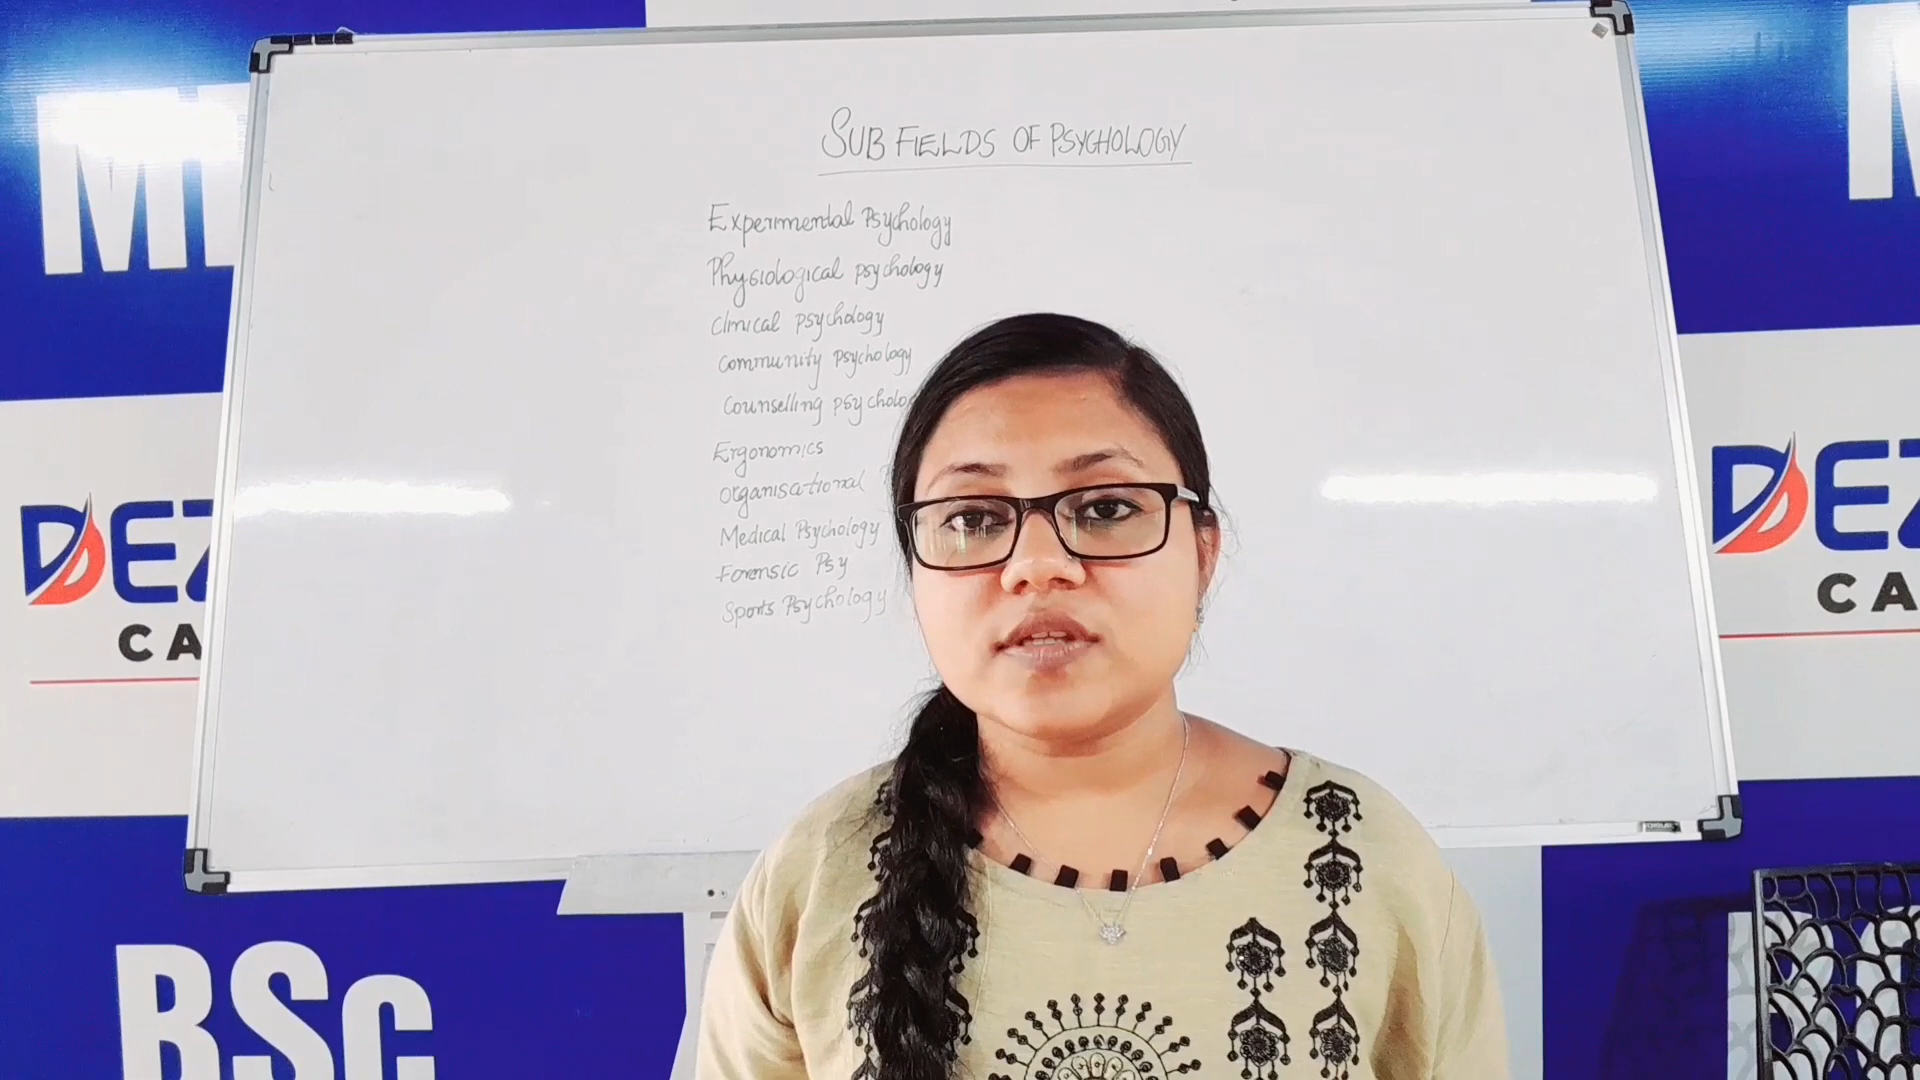 SUB FIELDS OF PSYCHOLOGY
Experimental Psychology
Physiological psychology
Clinical psychology
Community psychology
Counselling psycholo
Ergonomics
Organisational
Medical Psychology
Forensic Psy
Sports Psychology
M
M
DEZ
CA
DEZ
CA
BSc